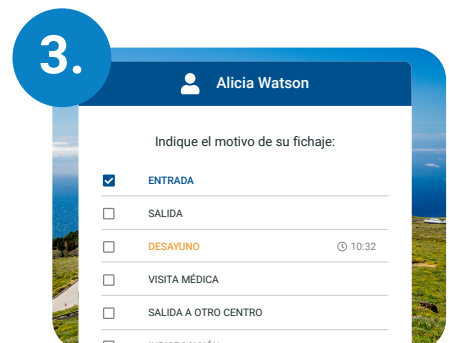 3.
Alicia Watson
Indique el motivo de su fichaje:
ENTRADA
SALIDA
DESAYUNO 10:32
VISITA MÉDICA
SALIDA A OTRO CENTRO